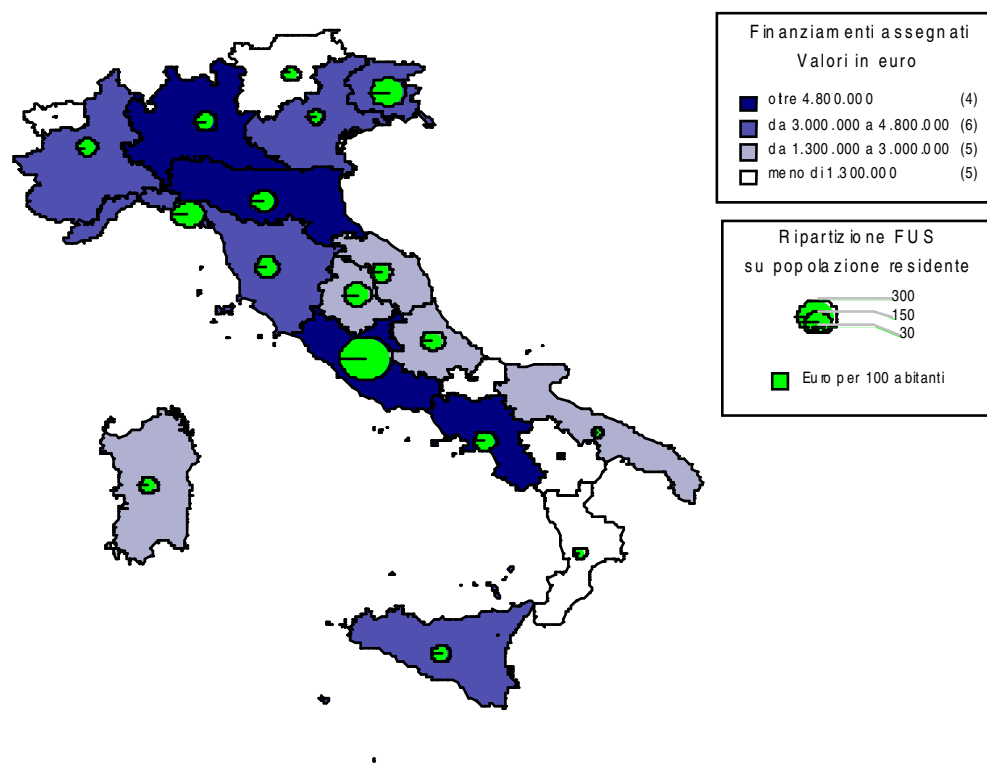 Finanziamenti assegnati
Valori in euro
otre 4.800.000 (4)
da 3.000.000 a 4.800.000 (6)
da 1.300.000 a 3.000.000 (5)
meno di 1.300.000 (5)
Ripartizione FUS
su popolazione residente
300
150
30
Euro per 100 abitanti